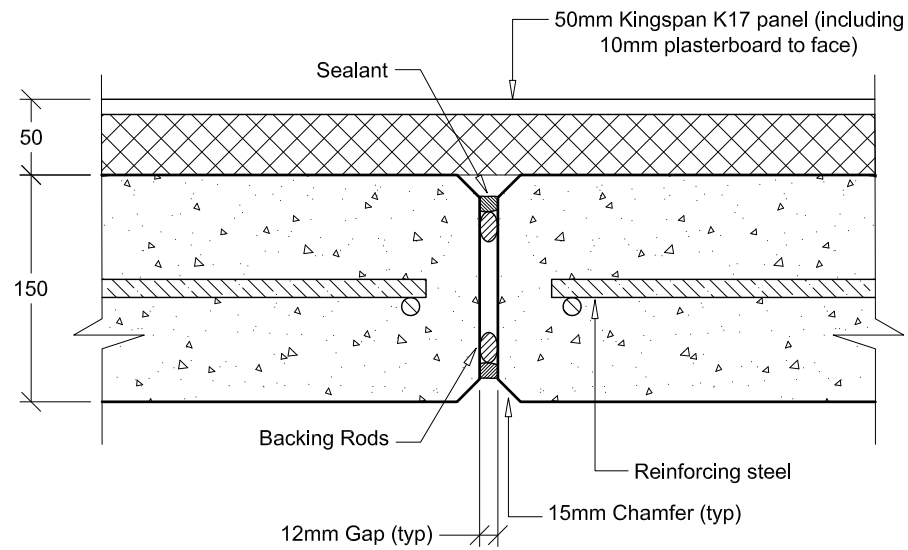 50mm Kingspan K17 panel (including
10mm plasterboard to face)
Sealant
50
150
Backing Rods
Reinforcing steel
15mm Chamfer (typ)
12mm Gap (typ)